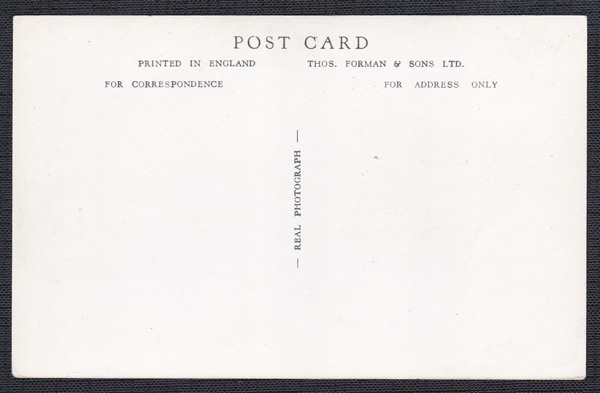 POST CARD
PRINTED IN ENGLAND THOS. FORMAN & SONS LTD.
FOR CORRESPONDENCE FOR ADDRESS ONLY
— REAL PHOTOGRAPH —